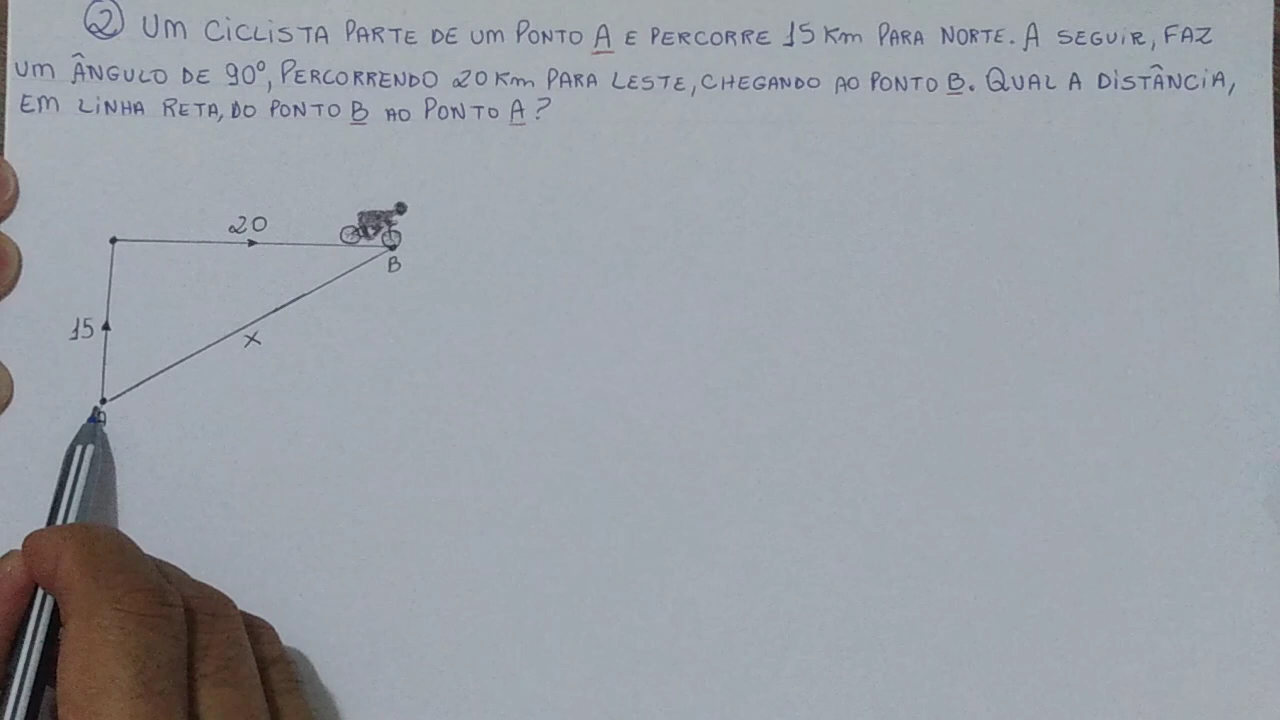 2 UM CICLISTA PARTE DE UM PONTO A E PERCORRE 15 Km PARA NORTE. A SEGUIR, FAZ
UM ÂNGULO DE 90°, PERCORRENDO 20 Km PARA LESTE, CHEGANDO AO PONTO B. QUAL A DISTÂNCIA,
EM LINHA RETA, DO PONTO B AO PONTO A?
20
B
15
x